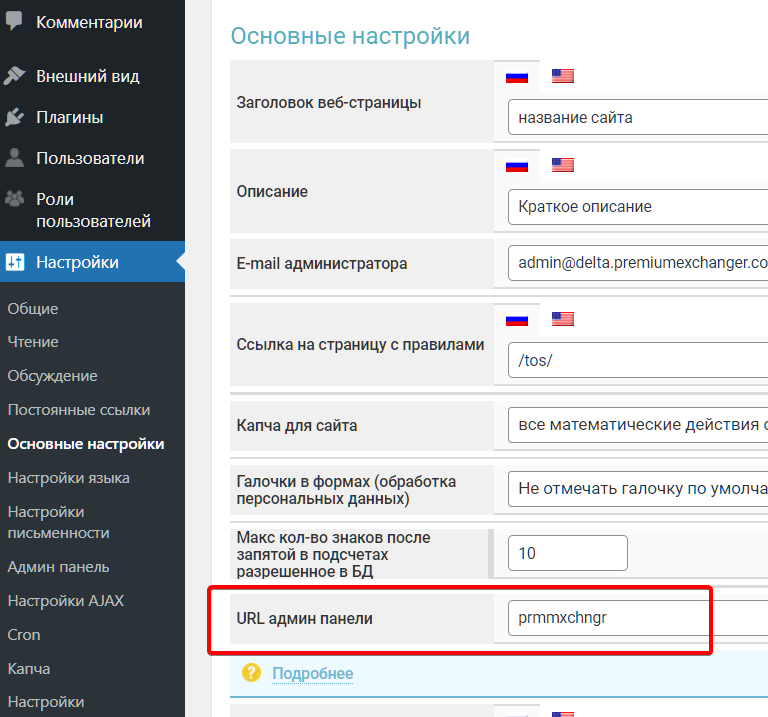 Комментарии
Внешний вид
Плагины
Пользователи
Роли
пользователей
Настройки
Общие
Чтение
Обсуждение
Постоянные ссылки
Основные настройки
Настройки языка
Настройки
письменности
Админ панель
Настройки AJAX
Cron
Капча
Настройки
Основные настройки
Заголовок веб-страницы
название сайта
Описание
Краткое описание
E-mail администратора
admin@delta.premiumexchanger.co
Ссылка на страницу с правилами
/tos/
Капча для сайта
все математические действия с
Галочки в формах (обработка
персональных данных)
Не отмечать галочку по умолча
Макс кол-во знаков после
запятой в подсчетах
разрешенное в БД
10
URL админ панели
prmmxchngr
? Подробнее